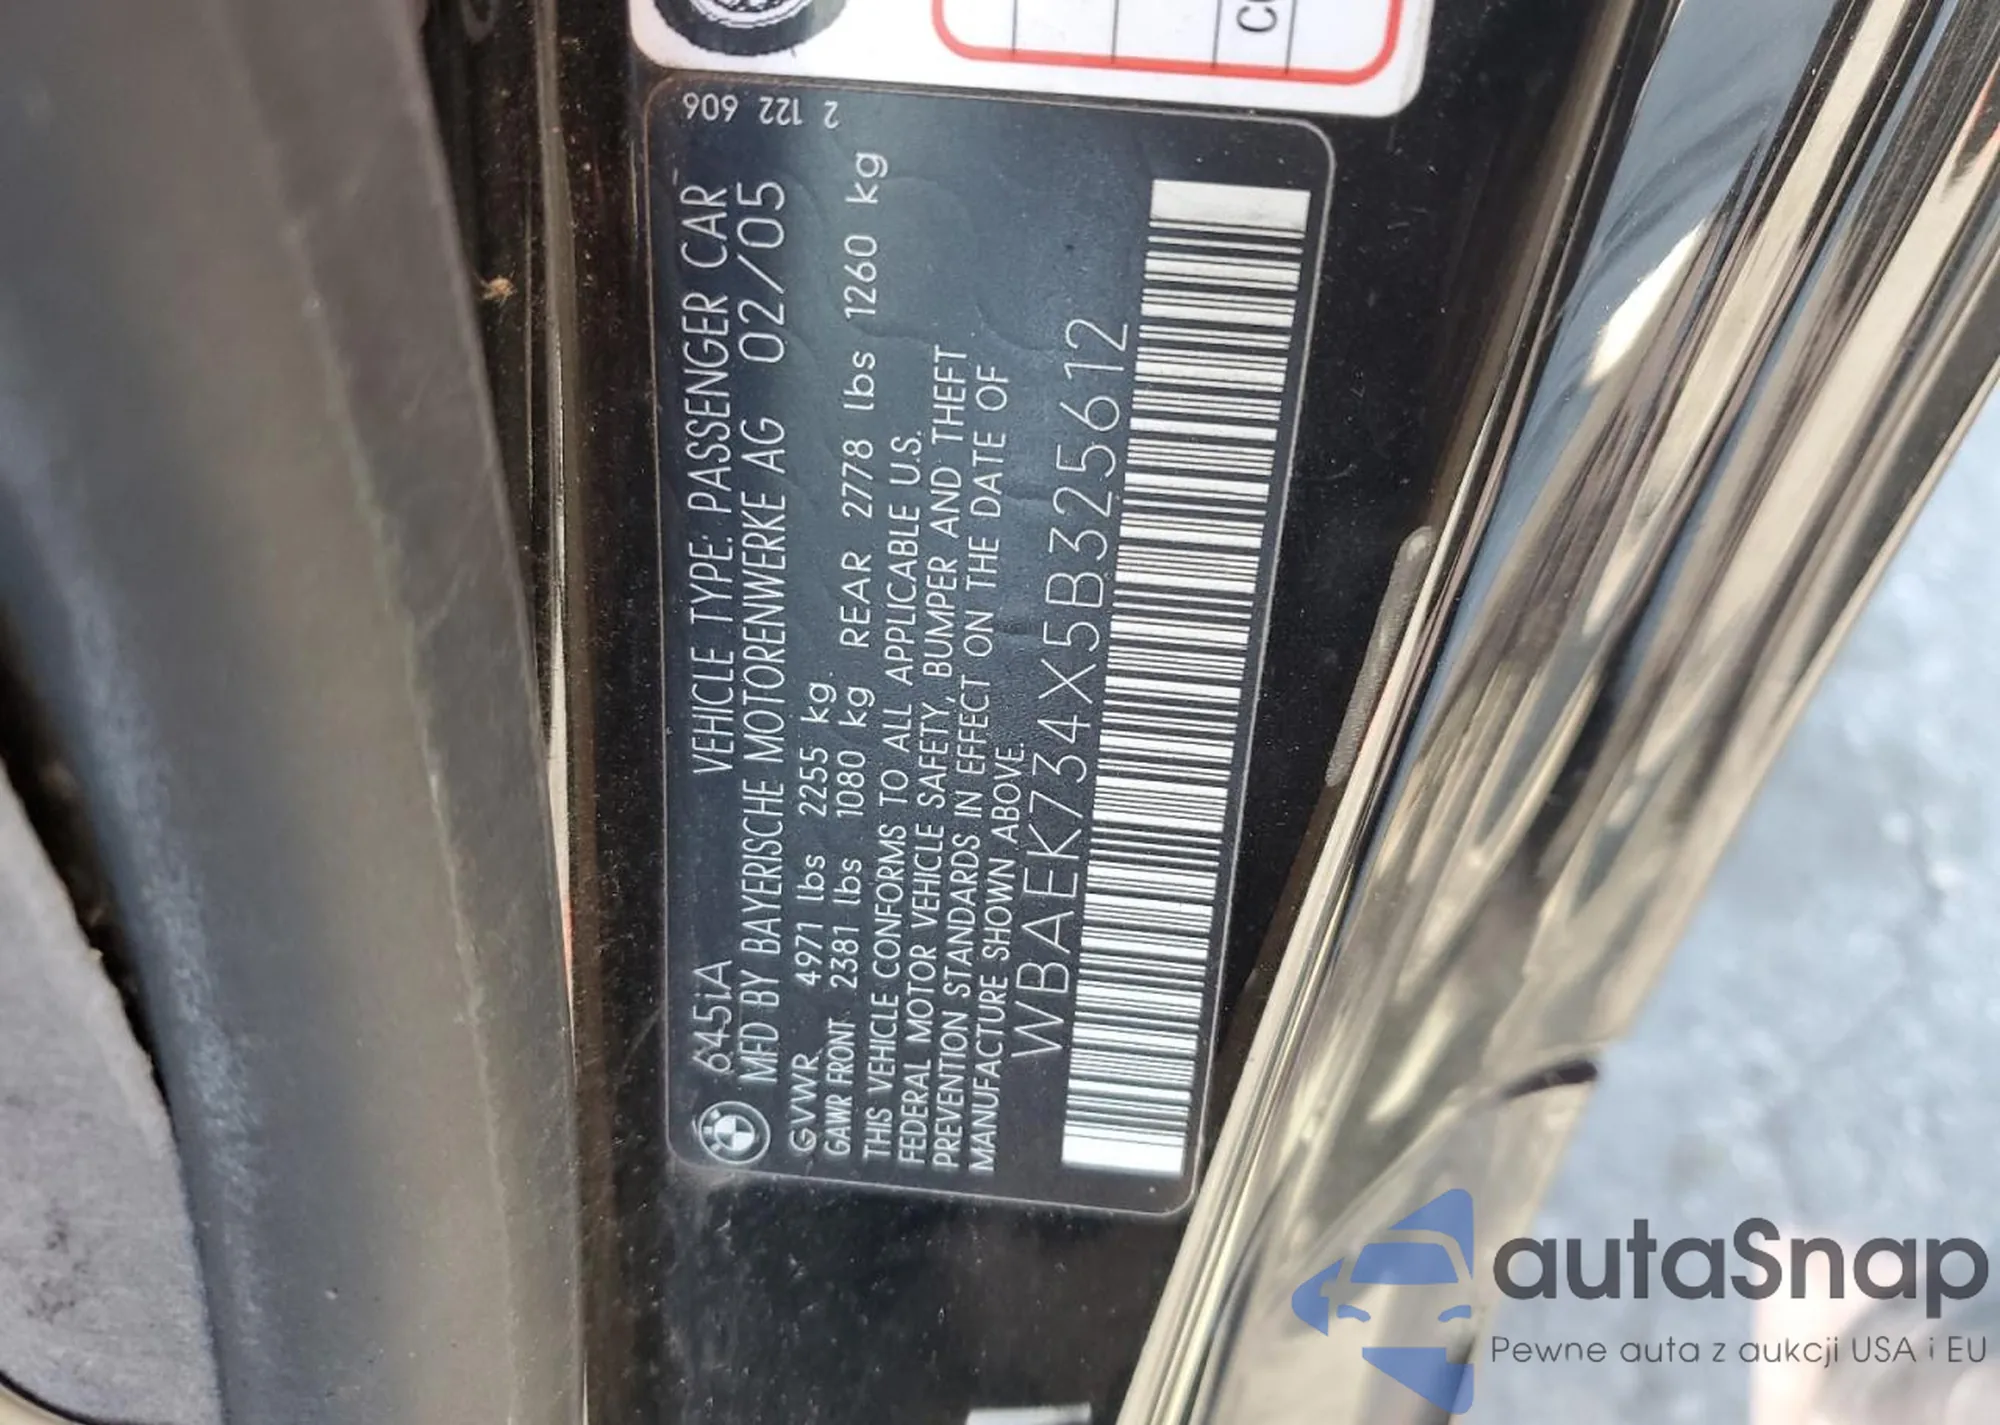 CO
2 122 606
645iA VEHICLE TYPE: PASSENGER CAR
MFD BY BAYERISCHE MOTORENWERKE AG 02/05
GVWR 4971 lbs 2255 kg
GAWR FRONT 2381 lbs 1080 kg REAR 2778 lbs 1260 kg
THIS VEHICLE CONFORMS TO ALL APPLICABLE U.S.
FEDERAL MOTOR VEHICLE SAFETY, BUMPER AND THEFT
PREVENTION STANDARDS IN EFFECT ON THE DATE OF
MANUFACTURE SHOWN ABOVE.
WBAEK734X5B325612
autaSnap
Pewne auta z aukcji USA i EU